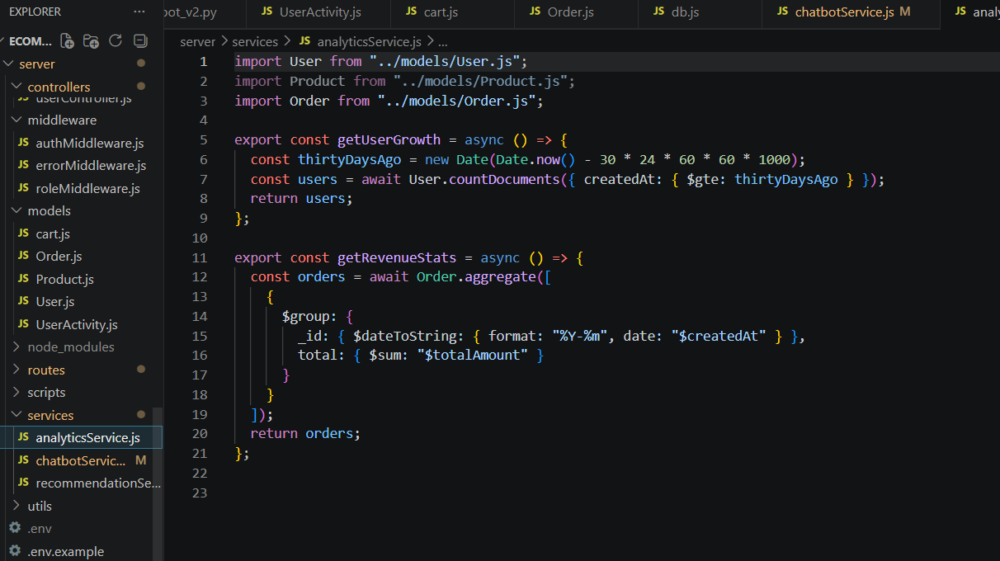 EXPLORER ...
bot_v2.py JS UserActivity.js JS cart.js JS Order.js JS db.js JS chatbotService.js M JS analy
ECOM...
server > services > JS analyticsService.js > ...
server
controllers
userController.js
middleware
JS authMiddleware.js
JS errorMiddleware.js
JS roleMiddleware.js
models
JS cart.js
JS Order.js
JS Product.js
JS User.js
JS UserActivity.js
node_modules
routes
scripts
services
JS analyticsService.js
JS chatbotServic... M
JS recommendationSe...
utils
.env
.env.example
1 import User from "../models/User.js";
2 import Product from "../models/Product.js";
3 import Order from "../models/Order.js";
4
5 export const getUserGrowth = async () => {
6   const thirtyDaysAgo = new Date(Date.now() - 30 * 24 * 60 * 60 * 1000);
7   const users = await User.countDocuments({ createdAt: { $gte: thirtyDaysAgo } });
8   return users;
9 };
10
11 export const getRevenueStats = async () => {
12   const orders = await Order.aggregate([
13     {
14       $group: {
15         _id: { $dateToString: { format: "%Y-%m", date: "$createdAt" } },
16         total: { $sum: "$totalAmount" }
17       }
18     }
19   ]);
20   return orders;
21 };
22
23